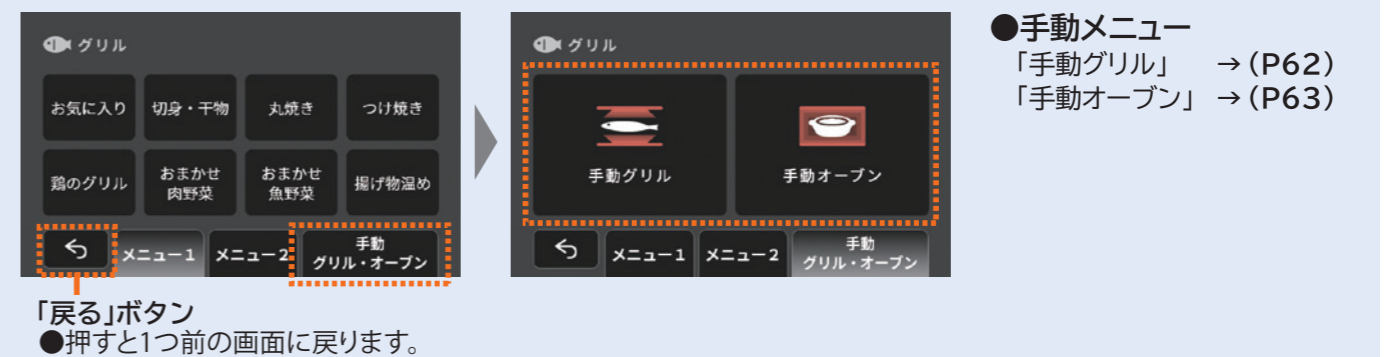 グリル
お気に入り 切身・干物 丸焼き つけ焼き
鶏のグリル おまかせ 肉野菜 おまかせ 魚野菜 揚げ物温め
メニュー1 メニュー2 手動 グリル・オーブン
「戻る」ボタン
●押すと1つ前の画面に戻ります。
グリル
手動グリル 手動オーブン
メニュー1 メニュー2 手動 グリル・オーブン
●手動メニュー
「手動グリル」 →(P62)
「手動オーブン」 →(P63)